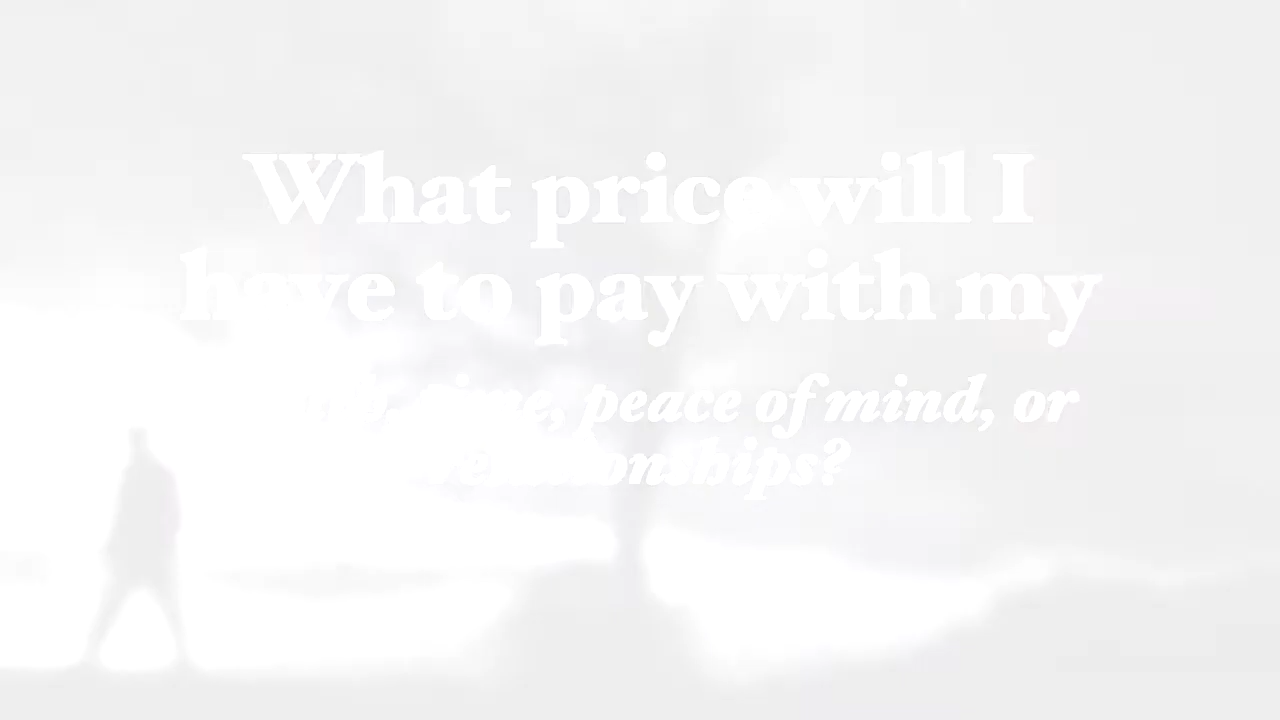 What price will I
have to pay with my
time, peace of mind, or
relationships?